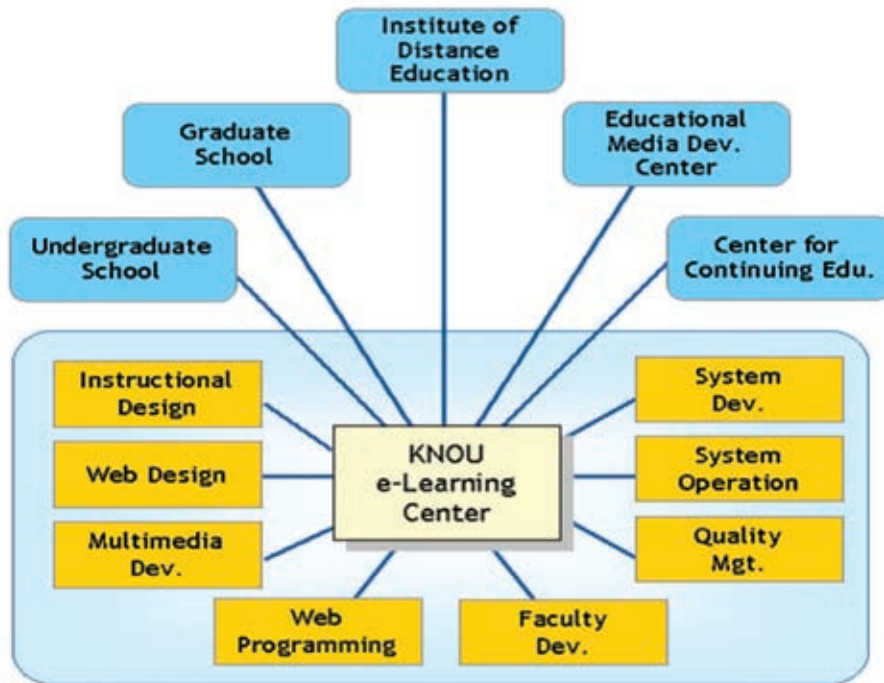 Institute of
Distance
Education
Graduate
School
Educational
Media Dev.
Center
Undergraduate
School
Center for
Continuing Edu.
Instructional
Design
System
Dev.
KNOU
e-Learning
Center
Web Design
System
Operation
Multimedia
Dev.
Quality
Mgt.
Web
Programming
Faculty
Dev.